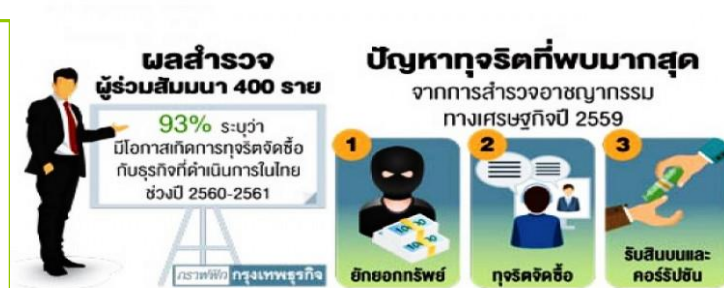 ผลสำรวจ
ผู้ร่วมสัมมนา 400 ราย
93% ระบุว่า
มีโอกาสเกิดการทุจริตจัดซื้อ
กับธุรกิจที่ดำเนินการในไทย
ช่วงปี 2560-2561
กราฟฟิก กรุงเทพธุรกิจ
ปัญหาทุจริตที่พบมากสุด
จากการสำรวจอาชญากรรม
ทางเศรษฐกิจปี 2559
1
ยักยอกทรัพย์
2
ทุจริตจัดซื้อ
3
รับสินบนและ
คอร์รัปชัน